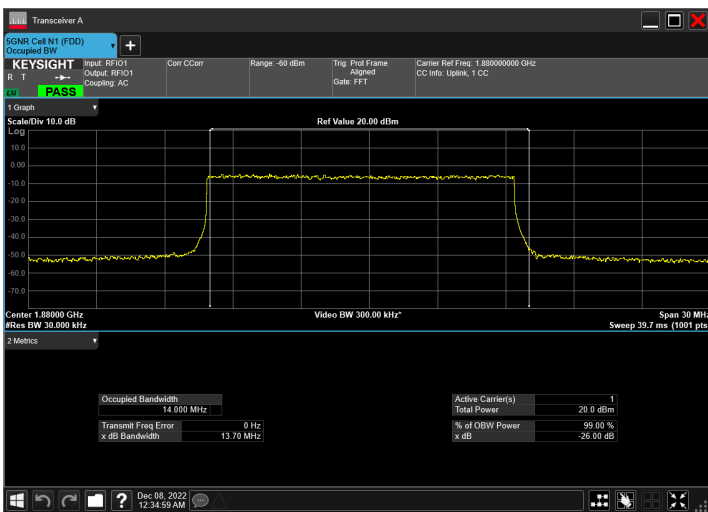 Transceiver A
5GNR Cell N1 (FDD)
Occupied BW
KEYSIGHT
R T
LXI
PASS
Input: RFIO1
Output: RFIO1
Coupling: AC
Corr CCorr
Range: -60 dBm
Trig: Prot Frame
Aligned
Gate: FFT
Carrier Ref Freq: 1.880000000 GHz
CC Info: Uplink, 1 CC
1 Graph
Scale/Div 10.0 dB
Ref Value 20.00 dBm
Log
10.0
0.00
-10.0
-20.0
-30.0
-40.0
-50.0
-60.0
-70.0
Center 1.88000 GHz
Video BW 300.00 kHz*
Span 30 MHz
#Res BW 30.000 kHz
Sweep 39.7 ms (1001 pts
2 Metrics
Occupied Bandwidth
14.000 MHz
Active Carrier(s) 1
Total Power 20.0 dBm
Transmit Freq Error 0 Hz
x dB Bandwidth 13.70 MHz
% of OBW Power 99.00 %
x dB -26.00 dB
?
Dec 08, 2022
12:34:59 AM